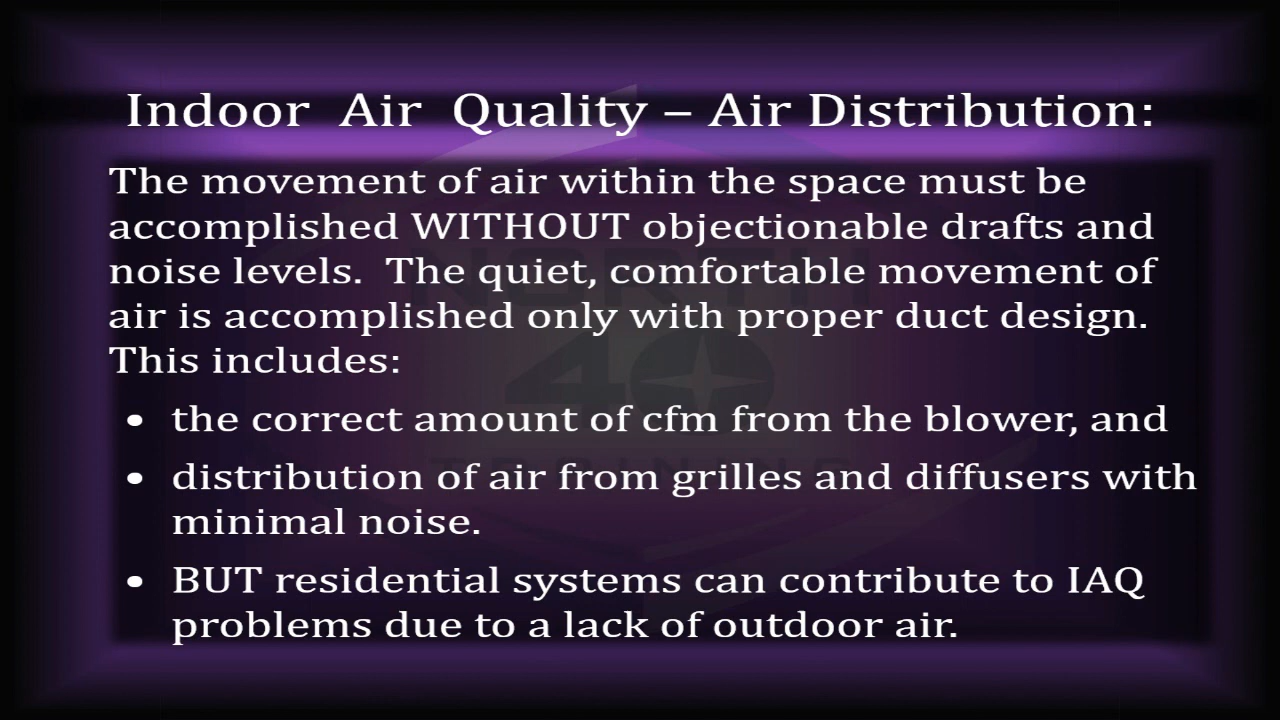 Indoor Air Quality – Air Distribution:
The movement of air within the space must be
accomplished WITHOUT objectionable drafts and
noise levels. The quiet, comfortable movement of
air is accomplished only with proper duct design.
This includes:
• the correct amount of cfm from the blower, and
• distribution of air from grilles and diffusers with
minimal noise.
• BUT residential systems can contribute to IAQ
problems due to a lack of outdoor air.
NORTH
40
TRAINING